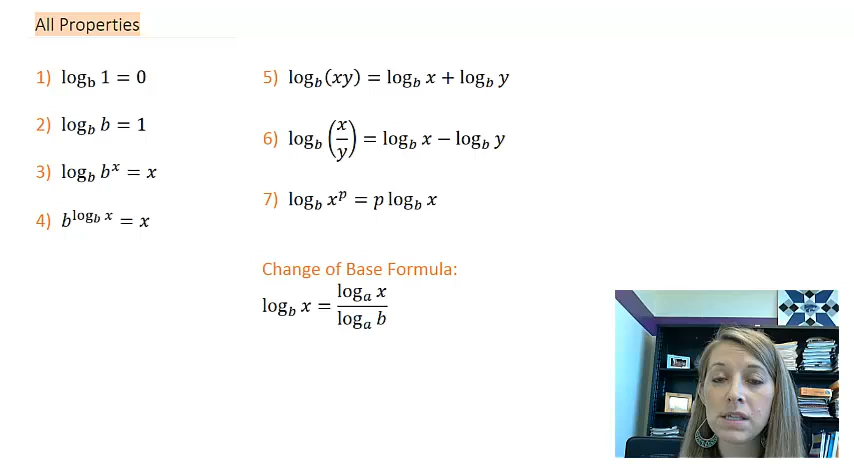 All Properties
1) log_b 1 = 0
2) log_b b = 1
3) log_b b^x = x
4) b^(log_b x) = x
5) log_b(xy) = log_b x + log_b y
6) log_b (x/y) = log_b x − log_b y
7) log_b x^p = p log_b x
Change of Base Formula:
log_b x = (log_a x)/(log_a b)